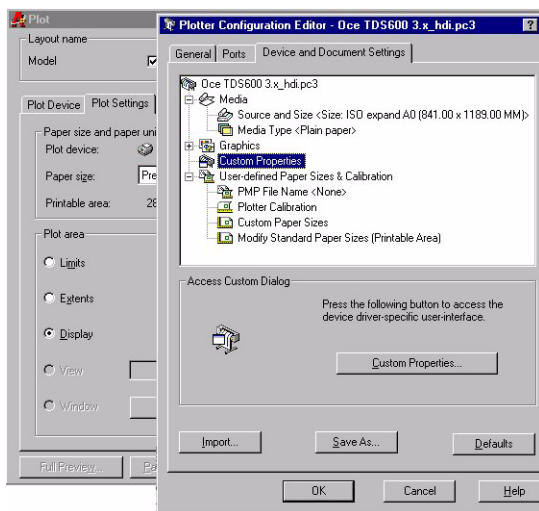 Plot
Layout name
Model
Plot Device
Plot Settings
Paper size and paper uni
Plot device:
Paper size:
Pre
Printable area:
28
Plot area
Limits
Extents
Display
View
Window
Full Preview...
Pa
Plotter Configuration Editor - Oce TDS600 3.x_hdi.pc3
General
Ports
Device and Document Settings
Oce TDS600 3.x_hdi.pc3
Media
Source and Size <Size: ISO expand A0 (841.00 x 1189.00 MM)>
Media Type <Plain paper>
Graphics
Custom Properties
User-defined Paper Sizes & Calibration
PMP File Name <None>
Plotter Calibration
Custom Paper Sizes
Modify Standard Paper Sizes (Printable Area)
Access Custom Dialog
Press the following button to access the
device driver-specific user-interface.
Custom Properties...
Import...
Save As...
Defaults
OK
Cancel
Help